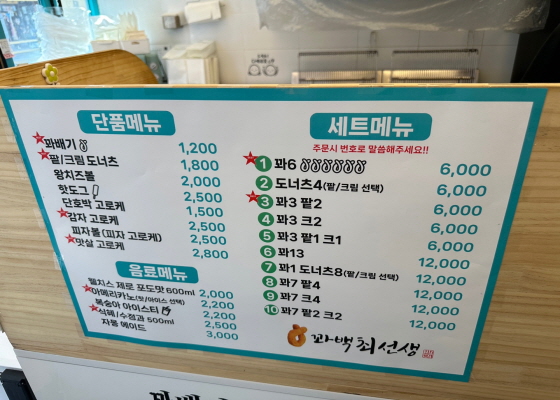 단품메뉴
꽈배기 1,200
팥/크림 도너츠 1,800
왕치즈볼 2,000
핫도그 2,500
단호박 고로케 1,500
감자 고로케 2,500
피자볼(피자 고로케) 2,500
맛살 고로케 2,800
음료메뉴
웰치스 제로 포도맛 600ml 2,000
아메리카노(핫/아이스 선택) 2,200
복숭아 아이스티 2,200
식혜/수정과 500ml 2,500
자몽 에이드 3,000
세트메뉴
주문시 번호로 말씀해주세요!!
1 꽈6 6,000
2 도너츠4(팥/크림 선택) 6,000
3 꽈3 팥2 6,000
4 꽈3 크2 6,000
5 꽈3 팥1 크1 6,000
6 꽈13 12,000
7 꽈1 도너츠8(팥/크림 선택) 12,000
8 꽈7 팥4 12,000
9 꽈7 크4 12,000
10 꽈7 팥2 크2 12,000
꽈백최선생